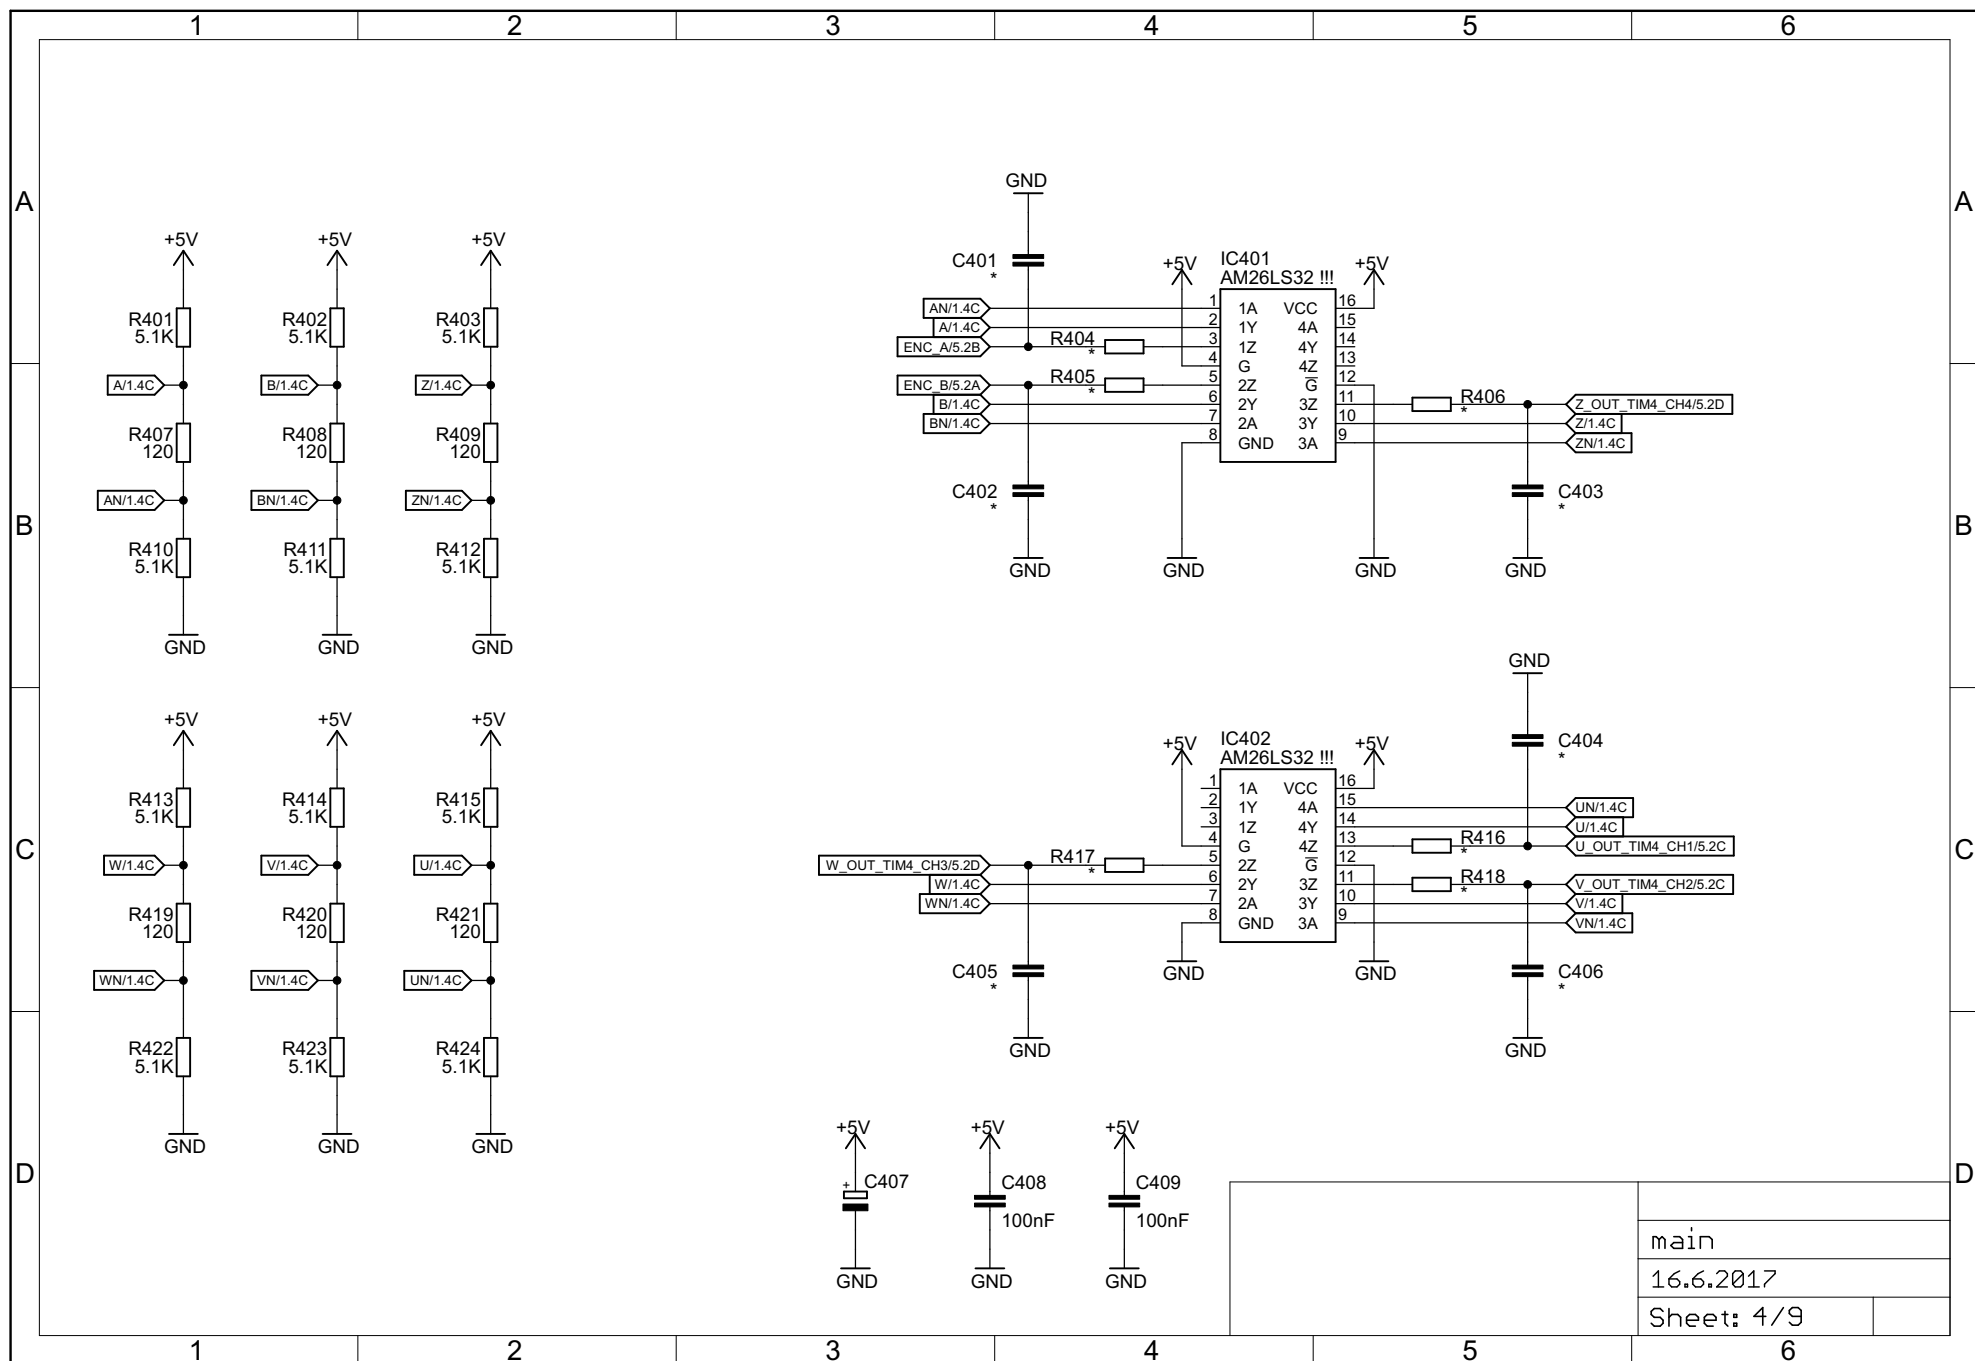 1 2 3 4 5 6
A A
B B
C C
D D
+5V +5V +5V
R401 5.1K
R402 5.1K
R403 5.1K
A/1.4C B/1.4C Z/1.4C
R407 120
R408 120
R409 120
AN/1.4C BN/1.4C ZN/1.4C
R410 5.1K
R411 5.1K
R412 5.1K
GND GND GND
+5V +5V +5V
R413 5.1K
R414 5.1K
R415 5.1K
W/1.4C V/1.4C U/1.4C
R419 120
R420 120
R421 120
WN/1.4C VN/1.4C UN/1.4C
R422 5.1K
R423 5.1K
R424 5.1K
GND GND GND
GND
C401
*
+5V
IC401
AM26LS32 !!!
+5V
AN/1.4C 1 1A VCC 16
A/1.4C 2 1Y 4A 15
ENC_A/5.2B R404 * 3 1Z 4Y 14
4 G 4Z 13
ENC_B/5.2A R405 * 5 2Z G 12
B/1.4C 6 2Y 3Z 11 R406 * Z_OUT_TIM4_CH4/5.2D
BN/1.4C 7 2A 3Y 10 Z/1.4C
8 GND 3A 9 ZN/1.4C
C402
*
C403
*
GND GND GND GND
GND
C404
*
+5V
IC402
AM26LS32 !!!
+5V
1 1A VCC 16
2 1Y 4A 15 UN/1.4C
3 1Z 4Y 14 U/1.4C
4 G 4Z 13 R416 * U_OUT_TIM4_CH1/5.2C
W_OUT_TIM4_CH3/5.2D R417 * 5 2Z G 12
W/1.4C 6 2Y 3Z 11 R418 * V_OUT_TIM4_CH2/5.2C
WN/1.4C 7 2A 3Y 10 V/1.4C
8 GND 3A 9 VN/1.4C
GND GND
C405
*
C406
*
GND GND
+5V +5V +5V
+ C407
C408
100nF
C409
100nF
GND GND GND
main
16.6.2017
Sheet: 4/9
1 2 3 4 5 6